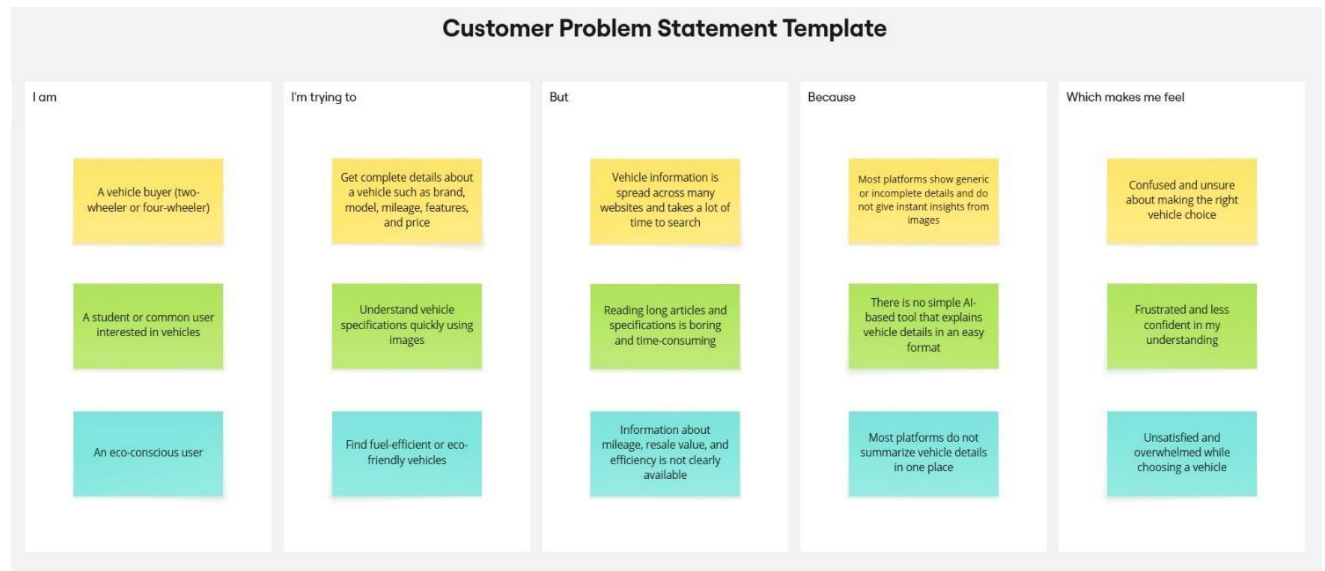 Customer Problem Statement Template
I am
I'm trying to
But
Because
Which makes me feel
A vehicle buyer (two-
wheeler or four-wheeler)
Get complete details about
a vehicle such as brand,
model, mileage, features,
and price
Vehicle information is
spread across many
websites and takes a lot of
time to search
Most platforms show generic
or incomplete details and do
not give instant insights from
images
Confused and unsure
about making the right
vehicle choice
A student or common user
interested in vehicles
Understand vehicle
specifications quickly using
images
Reading long articles and
specifications is boring
and time-consuming
There is no simple AI-
based tool that explains
vehicle details in an easy
format
Frustrated and less
confident in my
understanding
An eco-conscious user
Find fuel-efficient or eco-
friendly vehicles
Information about
mileage, resale value, and
efficiency is not clearly
available
Most platforms do not
summarize vehicle details
in one place
Unsatisfied and
overwhelmed while
choosing a vehicle